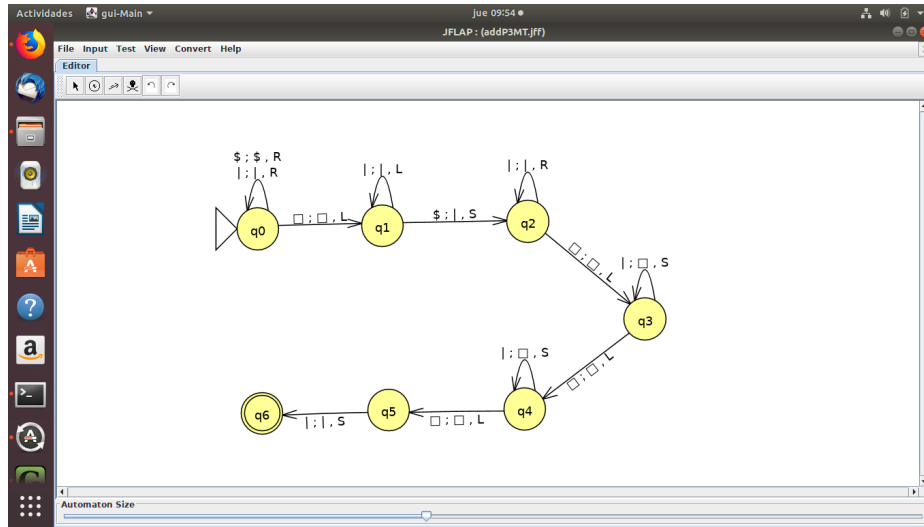 Actividades gui-Main jue 09:54
JFLAP : (addP3MT.jff)
File Input Test View Convert Help
Editor
$ ; $ , R
| ; | , R
| ; | , L
| ; | , R
q0
□ ; □ , L
q1
$ ; | , S
q2
□ ; □ , L
| ; □ , S
q3
□ ; □ , L
| ; □ , S
q4
□ ; □ , L
q5
| ; | , S
q6
Automaton Size